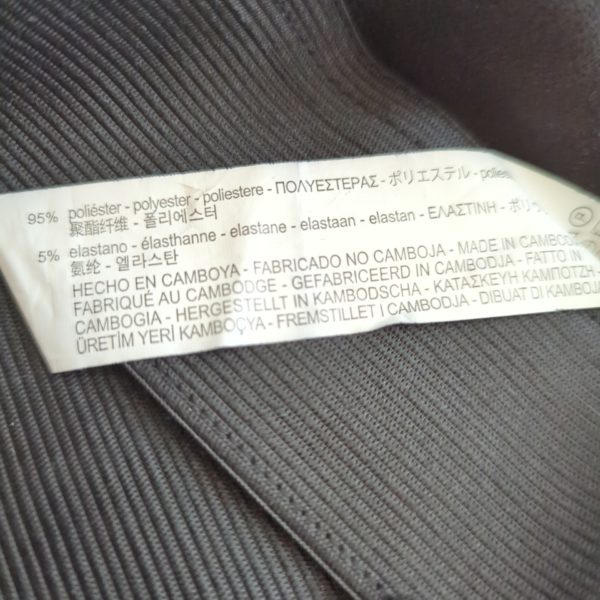 95% poliéster - polyester - poliestere - ΠΟΛΥΕΣΤΕΡΑΣ - ポリエステル -
聚酯纤维 - 폴리에스터
5% elastano - élasthanne - elastane - elastaan - elastan - ΕΛΑΣΤΙΝΗ -
氨纶 - 엘라스탄
HECHO EN CAMBOYA - FABRICADO NO CAMBOJA - MADE IN
FABRIQUÉ AU CAMBODGE - GEFABRICEERD IN CAMBODJA - FATTO IN
CAMBOGIA - HERGESTELLT IN KAMBODSCHA - ΚΑΤΑΣΚΕΥΗ ΚΑΜΠΟΤΖΗ -
ÜRETİM YERİ KAMBOÇYA - FREMSTILLET I CAMBODJA - DIBUAT DI KAMBOJA